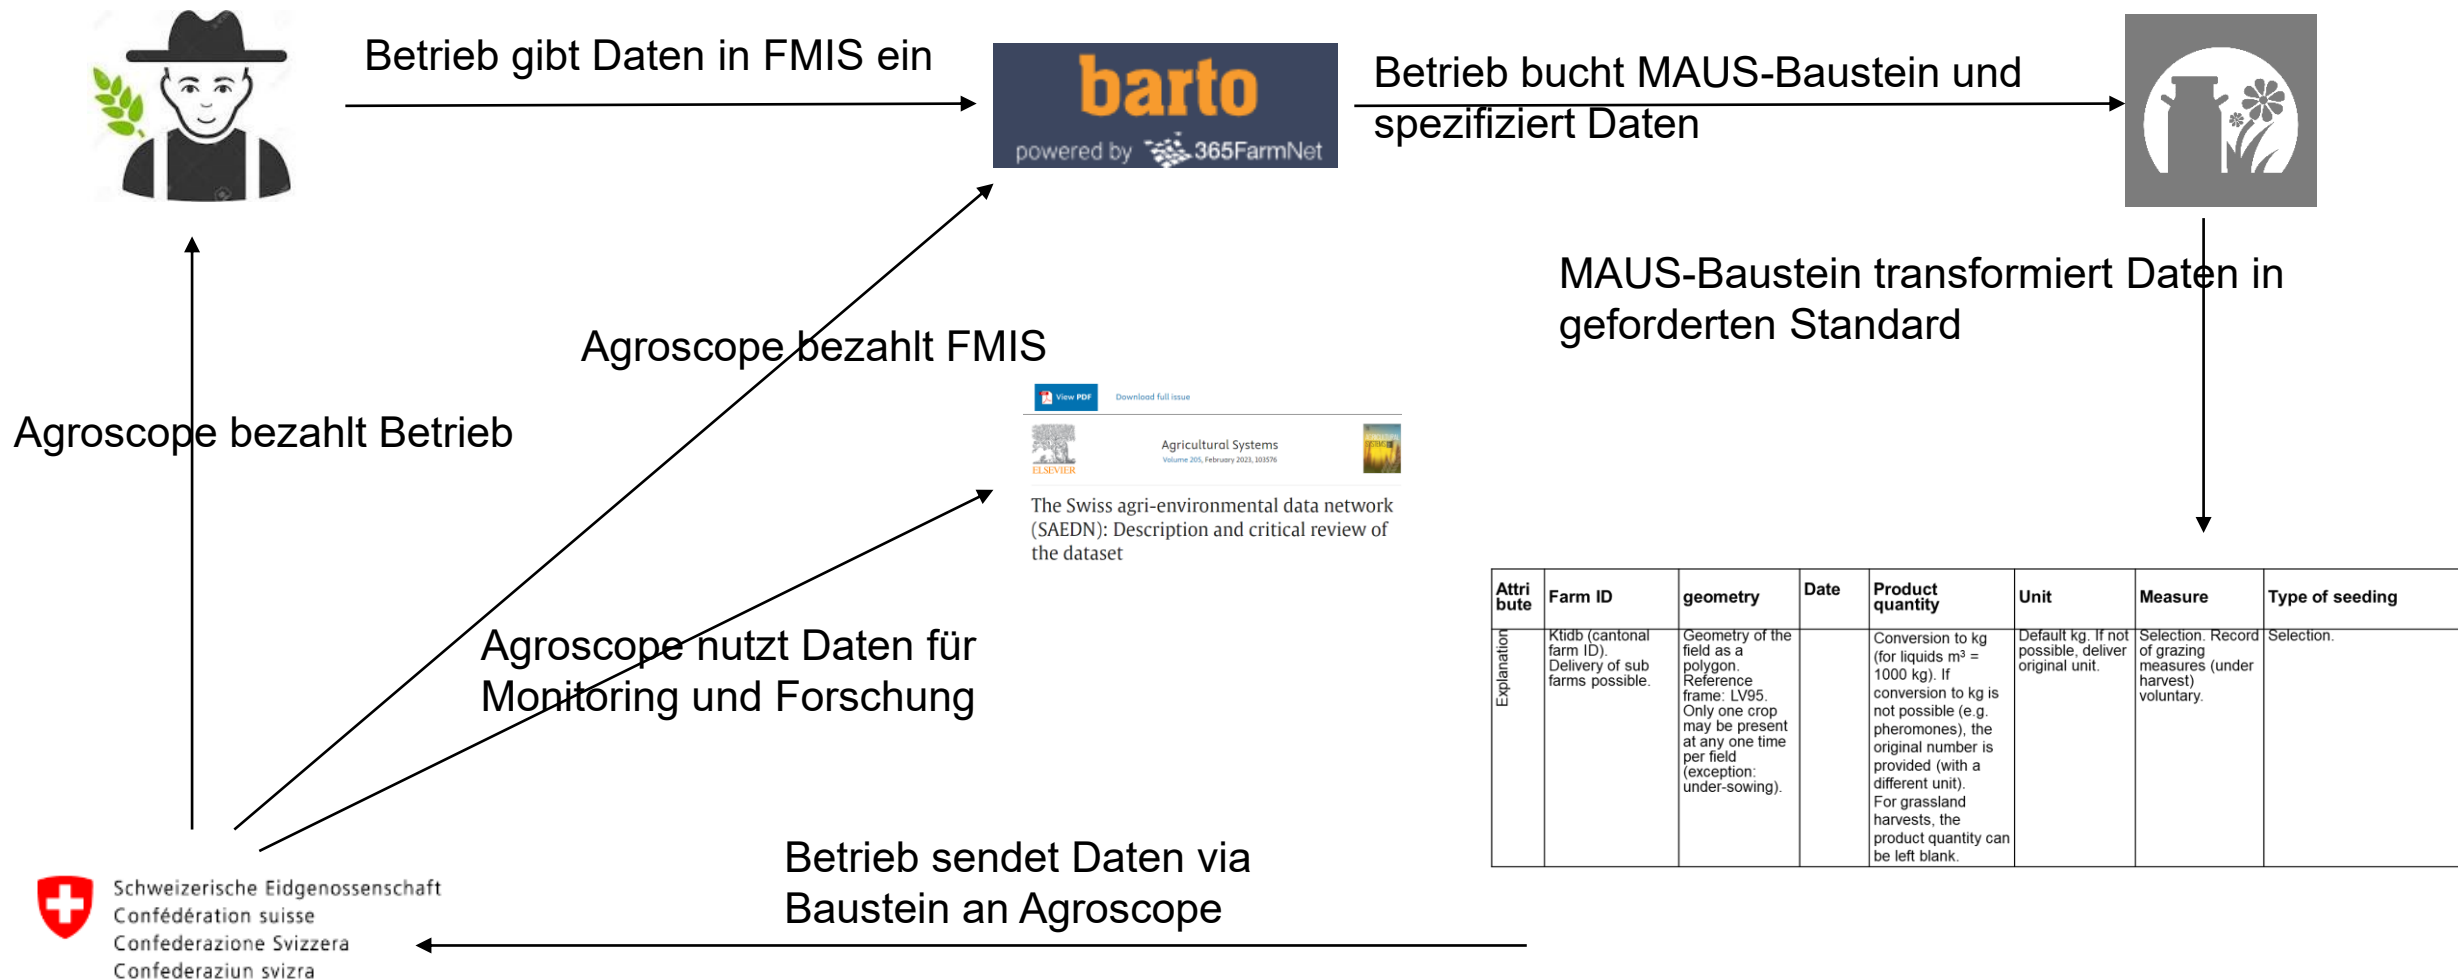 Betrieb gibt Daten in FMIS ein
barto
powered by 365FarmNet
Betrieb bucht MAUS-Baustein und
spezifiziert Daten
MAUS-Baustein transformiert Daten in
geforderten Standard
Agroscope bezahlt FMIS
Agroscope bezahlt Betrieb
View PDF
Download full issue
ELSEVIER
Agricultural Systems
Volume 205, February 2023, 103576
The Swiss agri-environmental data network
(SAEDN): Description and critical review of
the dataset
Agroscope nutzt Daten für
Monitoring und Forschung
Attri
bute
Farm ID
geometry
Date
Product
quantity
Unit
Measure
Type of seeding
Explanation
Ktidb (cantonal
farm ID).
Delivery of sub
farms possible.
Geometry of the
field as a
polygon.
Reference
frame: LV95.
Only one crop
may be present
at any one time
per field
(exception:
under-sowing).
Conversion to kg
(for liquids m³ =
1000 kg). If
conversion to kg is
not possible (e.g.
pheromones), the
original number is
provided (with a
different unit).
For grassland
harvests, the
product quantity can
be left blank.
Default kg. If not
possible, deliver
original unit.
Selection. Record
of grazing
measures (under
harvest)
voluntary.
Selection.
Betrieb sendet Daten via
Baustein an Agroscope
Schweizerische Eidgenossenschaft
Confédération suisse
Confederazione Svizzera
Confederaziun svizra